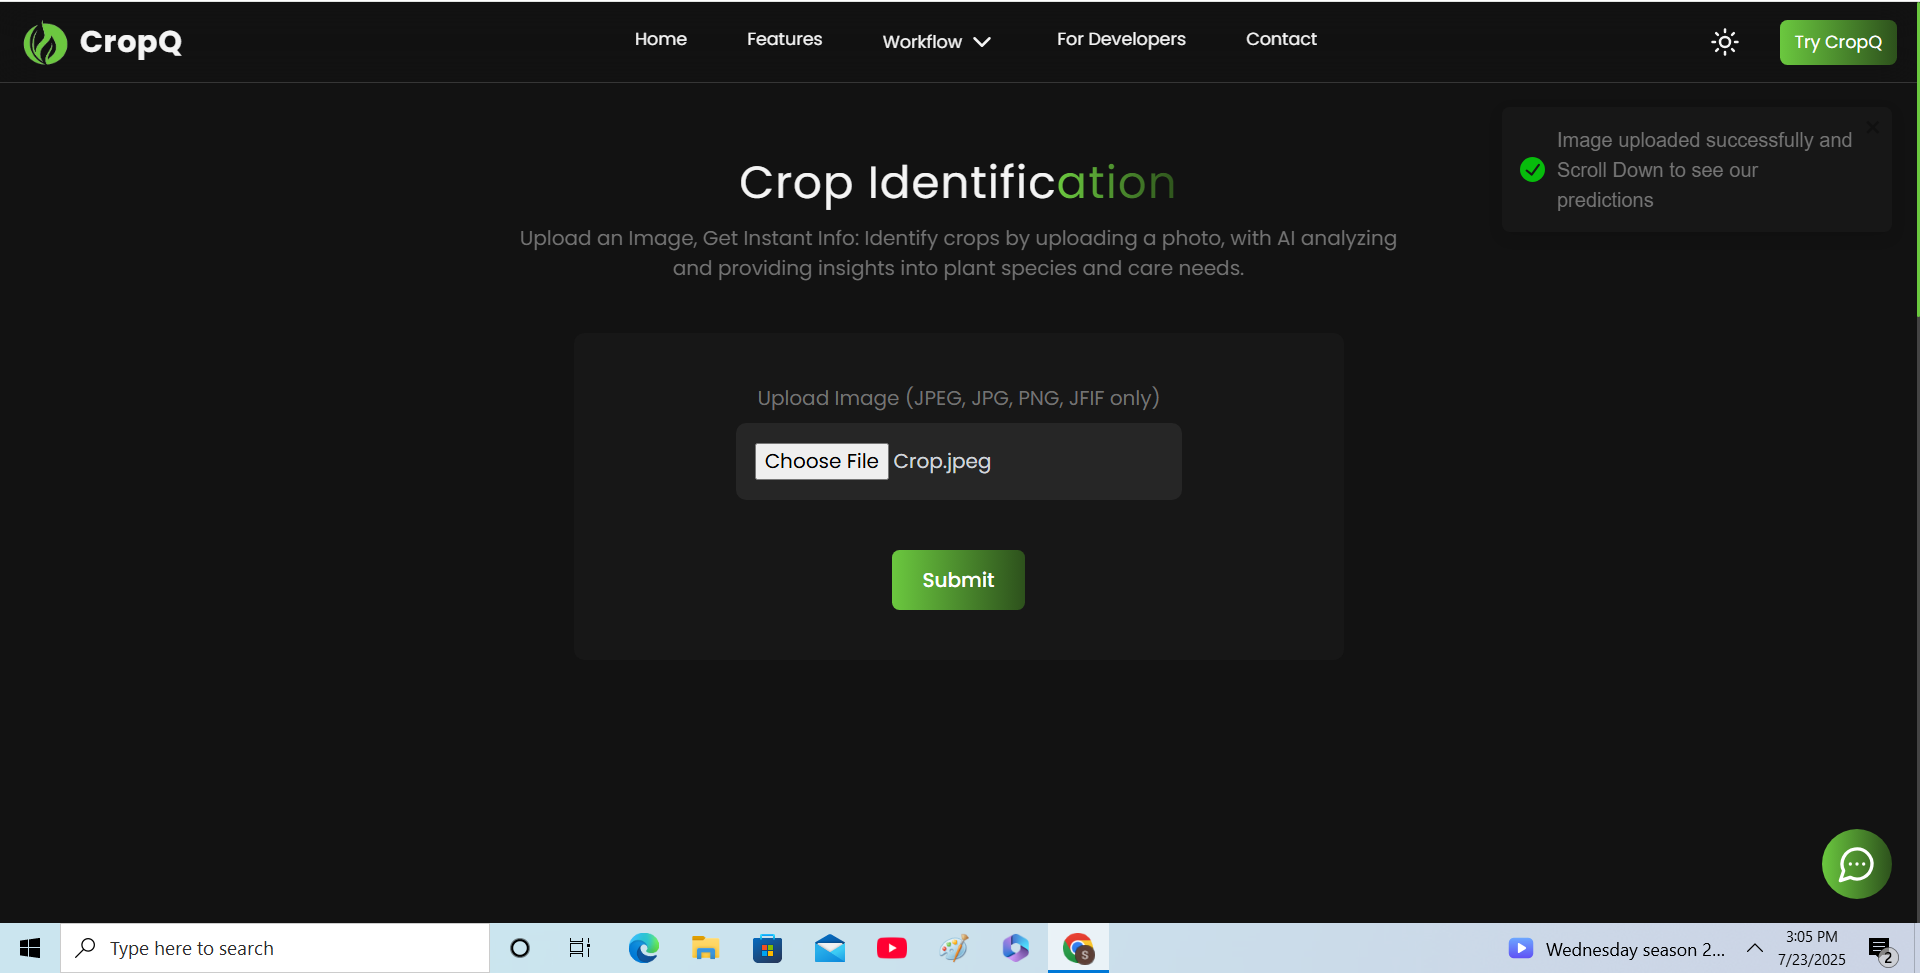 CropQ
Home
Features
Workflow
For Developers
Contact
Try CropQ
Image uploaded successfully and
Scroll Down to see our
predictions
Crop Identification
Upload an Image, Get Instant Info: Identify crops by uploading a photo, with AI analyzing
and providing insights into plant species and care needs.
Upload Image (JPEG, JPG, PNG, JFIF only)
Choose File Crop.jpeg
Submit
Type here to search
S
Wednesday season 2...
3:05 PM
7/23/2025
2